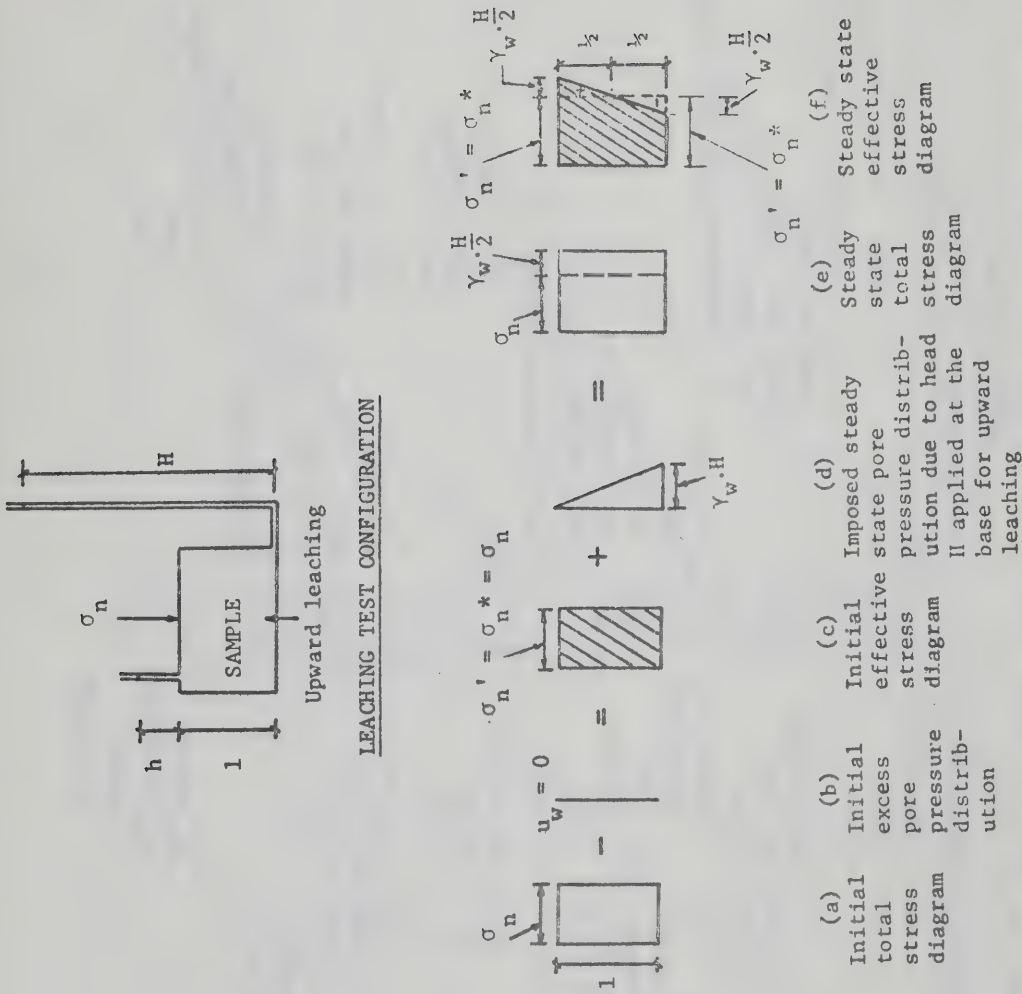 σn
h
1
SAMPLE
H
Upward leaching
LEACHING TEST CONFIGURATION
σn
1
−
uw = 0
=
σn' = σn* = σn
+
γw·H
=
σn
γw·H/2
σn' = σn*
γw·H/2
½
½
γw·H/2
σn' = σn*
(a)
Initial
total
stress
diagram
(b)
Initial
excess
pore
pressure
distrib-
ution
(c)
Initial
effective
stress
diagram
(d)
Imposed steady
state pore
pressure distrib-
ution due to head
H applied at the
base for upward
leaching
(e)
Steady
state
total
stress
diagram
(f)
Steady state
effective
stress
diagram